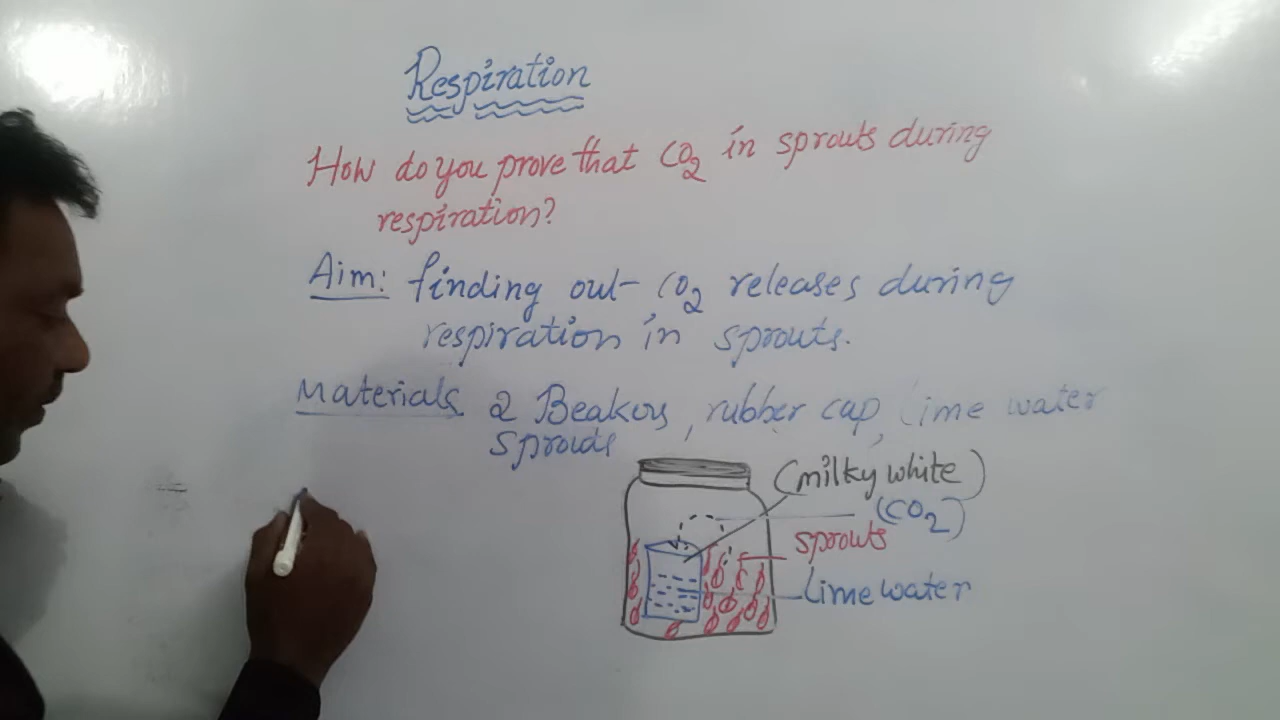 Respiration
How do you prove that CO2 in sprouts during
respiration?
Aim: finding out CO2 releases during
respiration in sprouts.
Materials 2 Beakers, rubber cap, lime water
sprouts
(milky white)
(CO2)
sprouts
lime water